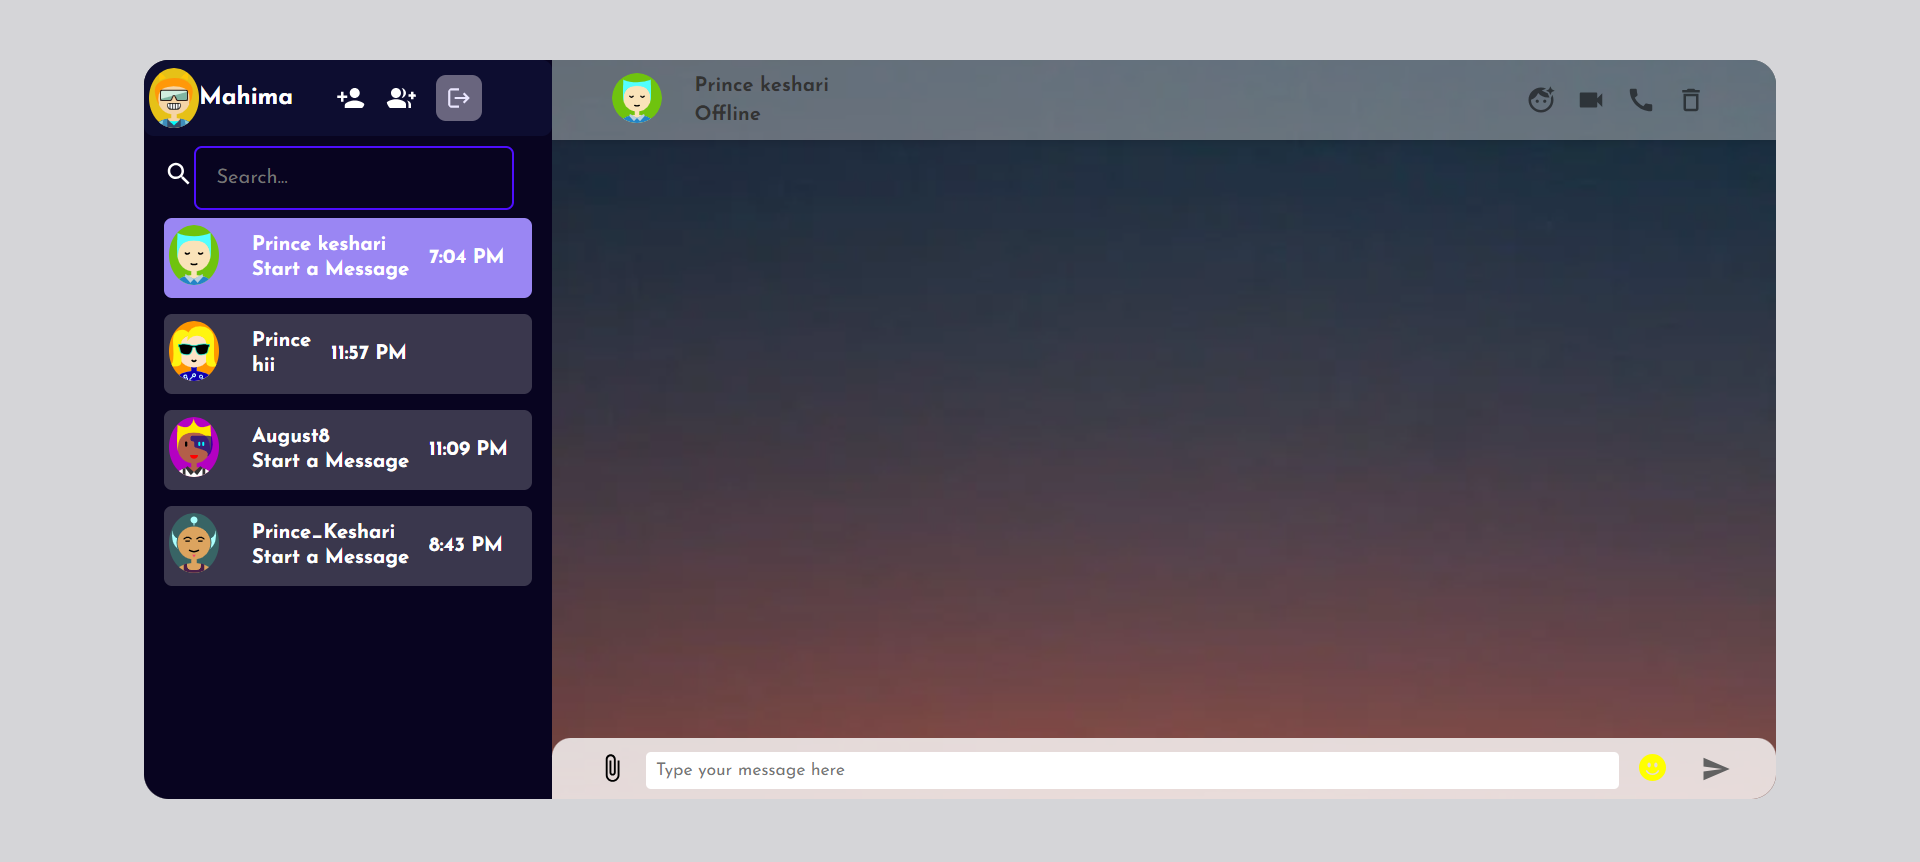 Mahima
Search...
Prince keshari
Start a Message
7:04 PM
Prince
hii
11:57 PM
August8
Start a Message
11:09 PM
Prince_Keshari
Start a Message
8:43 PM
Prince keshari
Offline
Type your message here